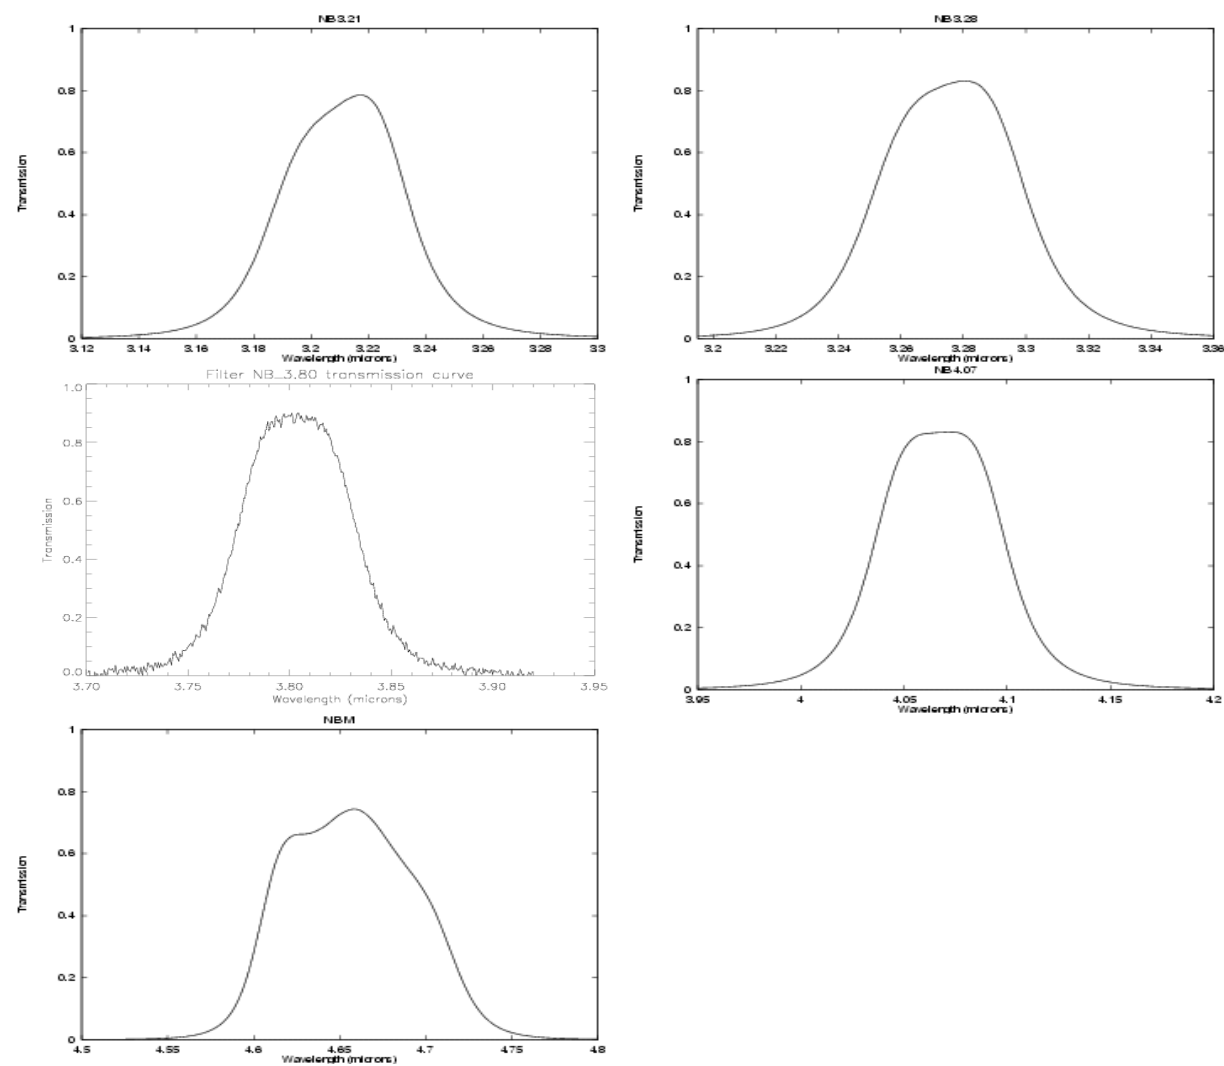 NB3.21
1
0.8
0.6
0.4
0.2
0
Transmission
3.12 3.14 3.16 3.18 3.2 3.22 3.24 3.26 3.28 3.3
Wavelength (microns)
NB3.28
1
0.8
0.6
0.4
0.2
0
Transmission
3.2 3.22 3.24 3.26 3.28 3.3 3.32 3.34 3.36
Wavelength (microns)
Filter NB_3.80 transmission curve
1.0
0.8
0.6
0.4
0.2
0.0
Transmission
3.70 3.75 3.80 3.85 3.90 3.95
Wavelength (microns)
NB4.07
1
0.8
0.6
0.4
0.2
0
Transmission
3.95 4 4.05 4.1 4.15 4.2
Wavelength (microns)
NBM
1
0.8
0.6
0.4
0.2
0
Transmission
4.5 4.55 4.6 4.65 4.7 4.75 4.8
Wavelength (microns)